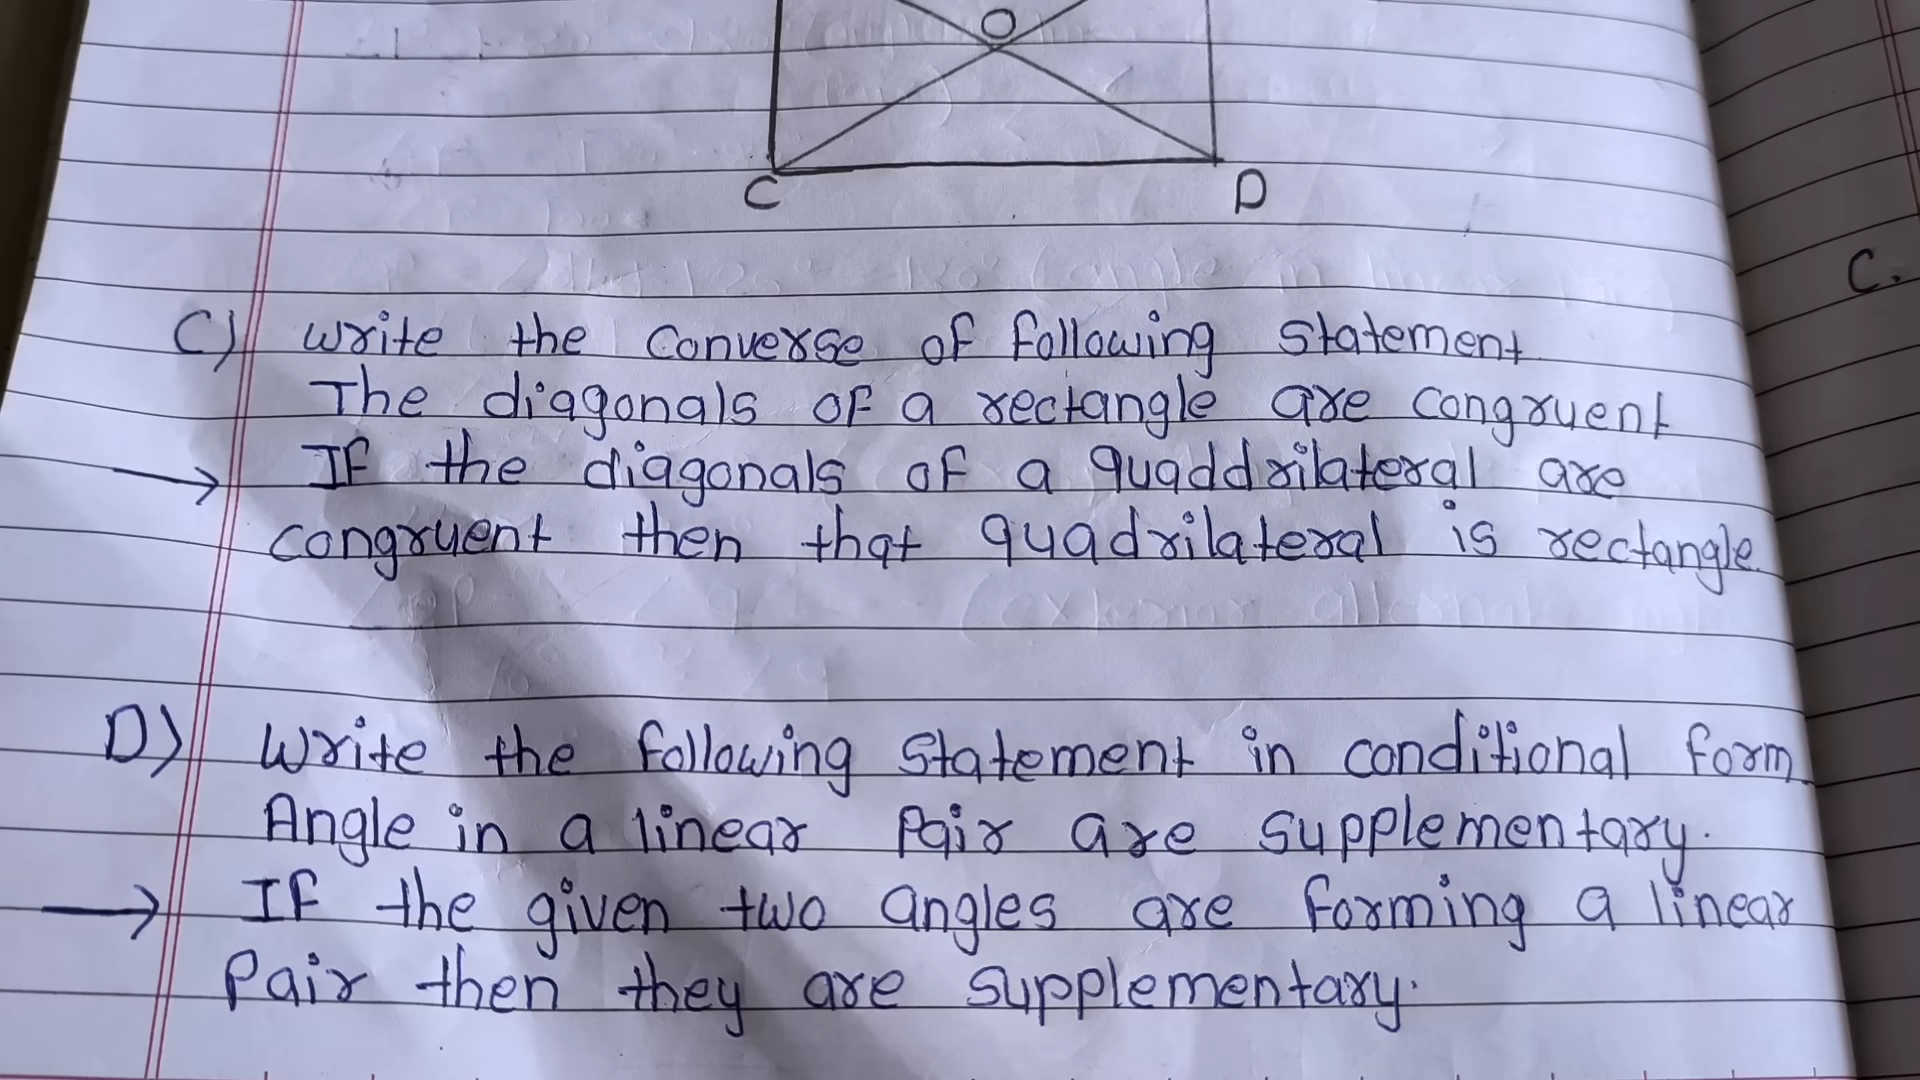 O
C D
C.
C) write the converse of following statement
The diagonals of a rectangle are congruent
→ If the diagonals of a quaddrilateral are
congruent then that quadrilateral is rectangle.
D) Write the following statement in conditional form.
Angle in a linear pair are supplementary.
→ If the given two angles are forming a linear
Pair then they are supplementary.